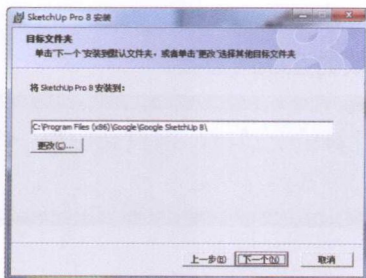 SketchUp Pro 8 安装
目标文件夹
单击“下一个”安装到默认文件夹，或者单击“更改”选择其他目标文件夹
将 SketchUp Pro 8 安装到：
C:\Program Files (x86)\Google\Google SketchUp 8\
更改(C)...
上一步(B) 下一个(N) 取消